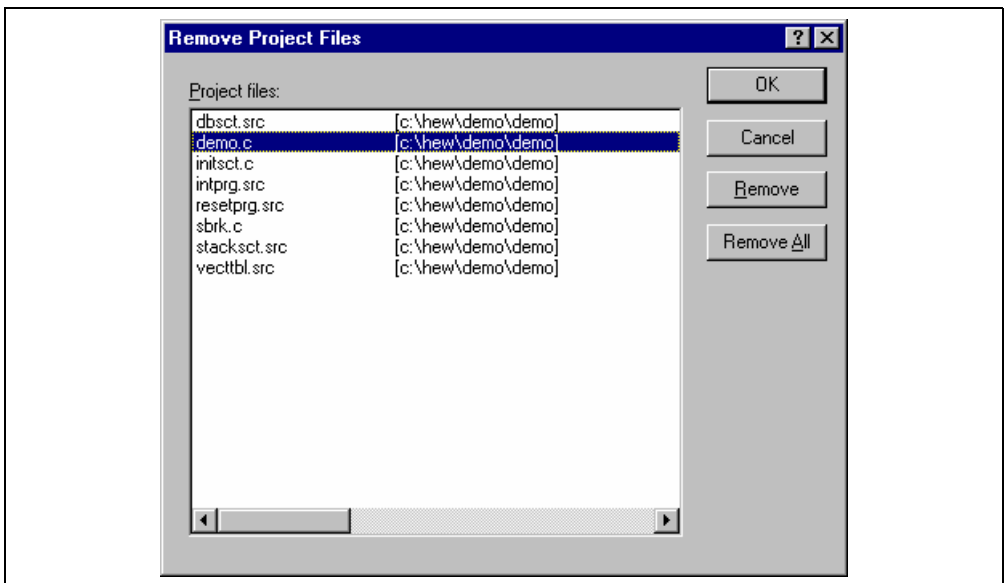 Remove Project Files
Project files:
OK
dbsct.src [c:\hew\demo\demo]
demo.c [c:\hew\demo\demo]
Cancel
initsct.c [c:\hew\demo\demo]
intprg.src [c:\hew\demo\demo]
Remove
resetprg.src [c:\hew\demo\demo]
sbrk.c [c:\hew\demo\demo]
stacksct.src [c:\hew\demo\demo]
Remove All
vecttbl.src [c:\hew\demo\demo]